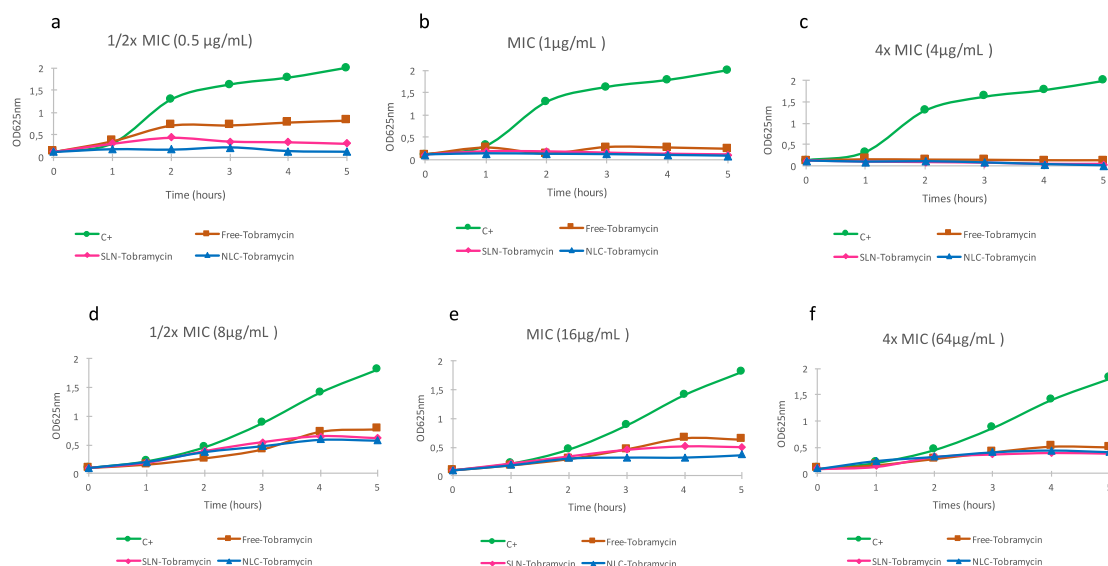 a
1/2x MIC (0.5 µg/mL)
2
1,5
1
0,5
0
OD625nm
0 1 2 3 4 5
Time (hours)
C+ Free-Tobramycin
SLN-Tobramycin NLC-Tobramycin
b
MIC (1µg/mL )
2
1,5
1
0,5
0
OD625nm
0 1 2 3 4 5
Time (hours)
C+ Free-Tobramycin
SLN-Tobramycin NLC-Tobramycin
c
4x MIC (4µg/mL )
2
1,5
1
0,5
0
OD625nm
0 1 2 3 4 5
Times (hours)
C+ Free-Tobramycin
SLN-Tobramycin NLC-Tobramycin
d
1/2x MIC (8µg/mL )
2
1,5
1
0,5
0
OD625nm
0 1 2 3 4 5
Time (hours)
C+ Free-Tobramycin
SLN-Tobramycin NLC-Tobramycin
e
MIC (16µg/mL )
2
1,5
1
0,5
0
OD625nm
0 1 2 3 4 5
Time (hours)
C+ Free-Tobramycin
SLN-Tobramycin NLC-Tobramycin
f
4x MIC (64µg/mL )
2
1,5
1
0,5
0
OD625nm
0 1 2 3 4 5
Times (hours)
C+ Free-Tobramycin
SLN-Tobramycin NLC-Tobramycin